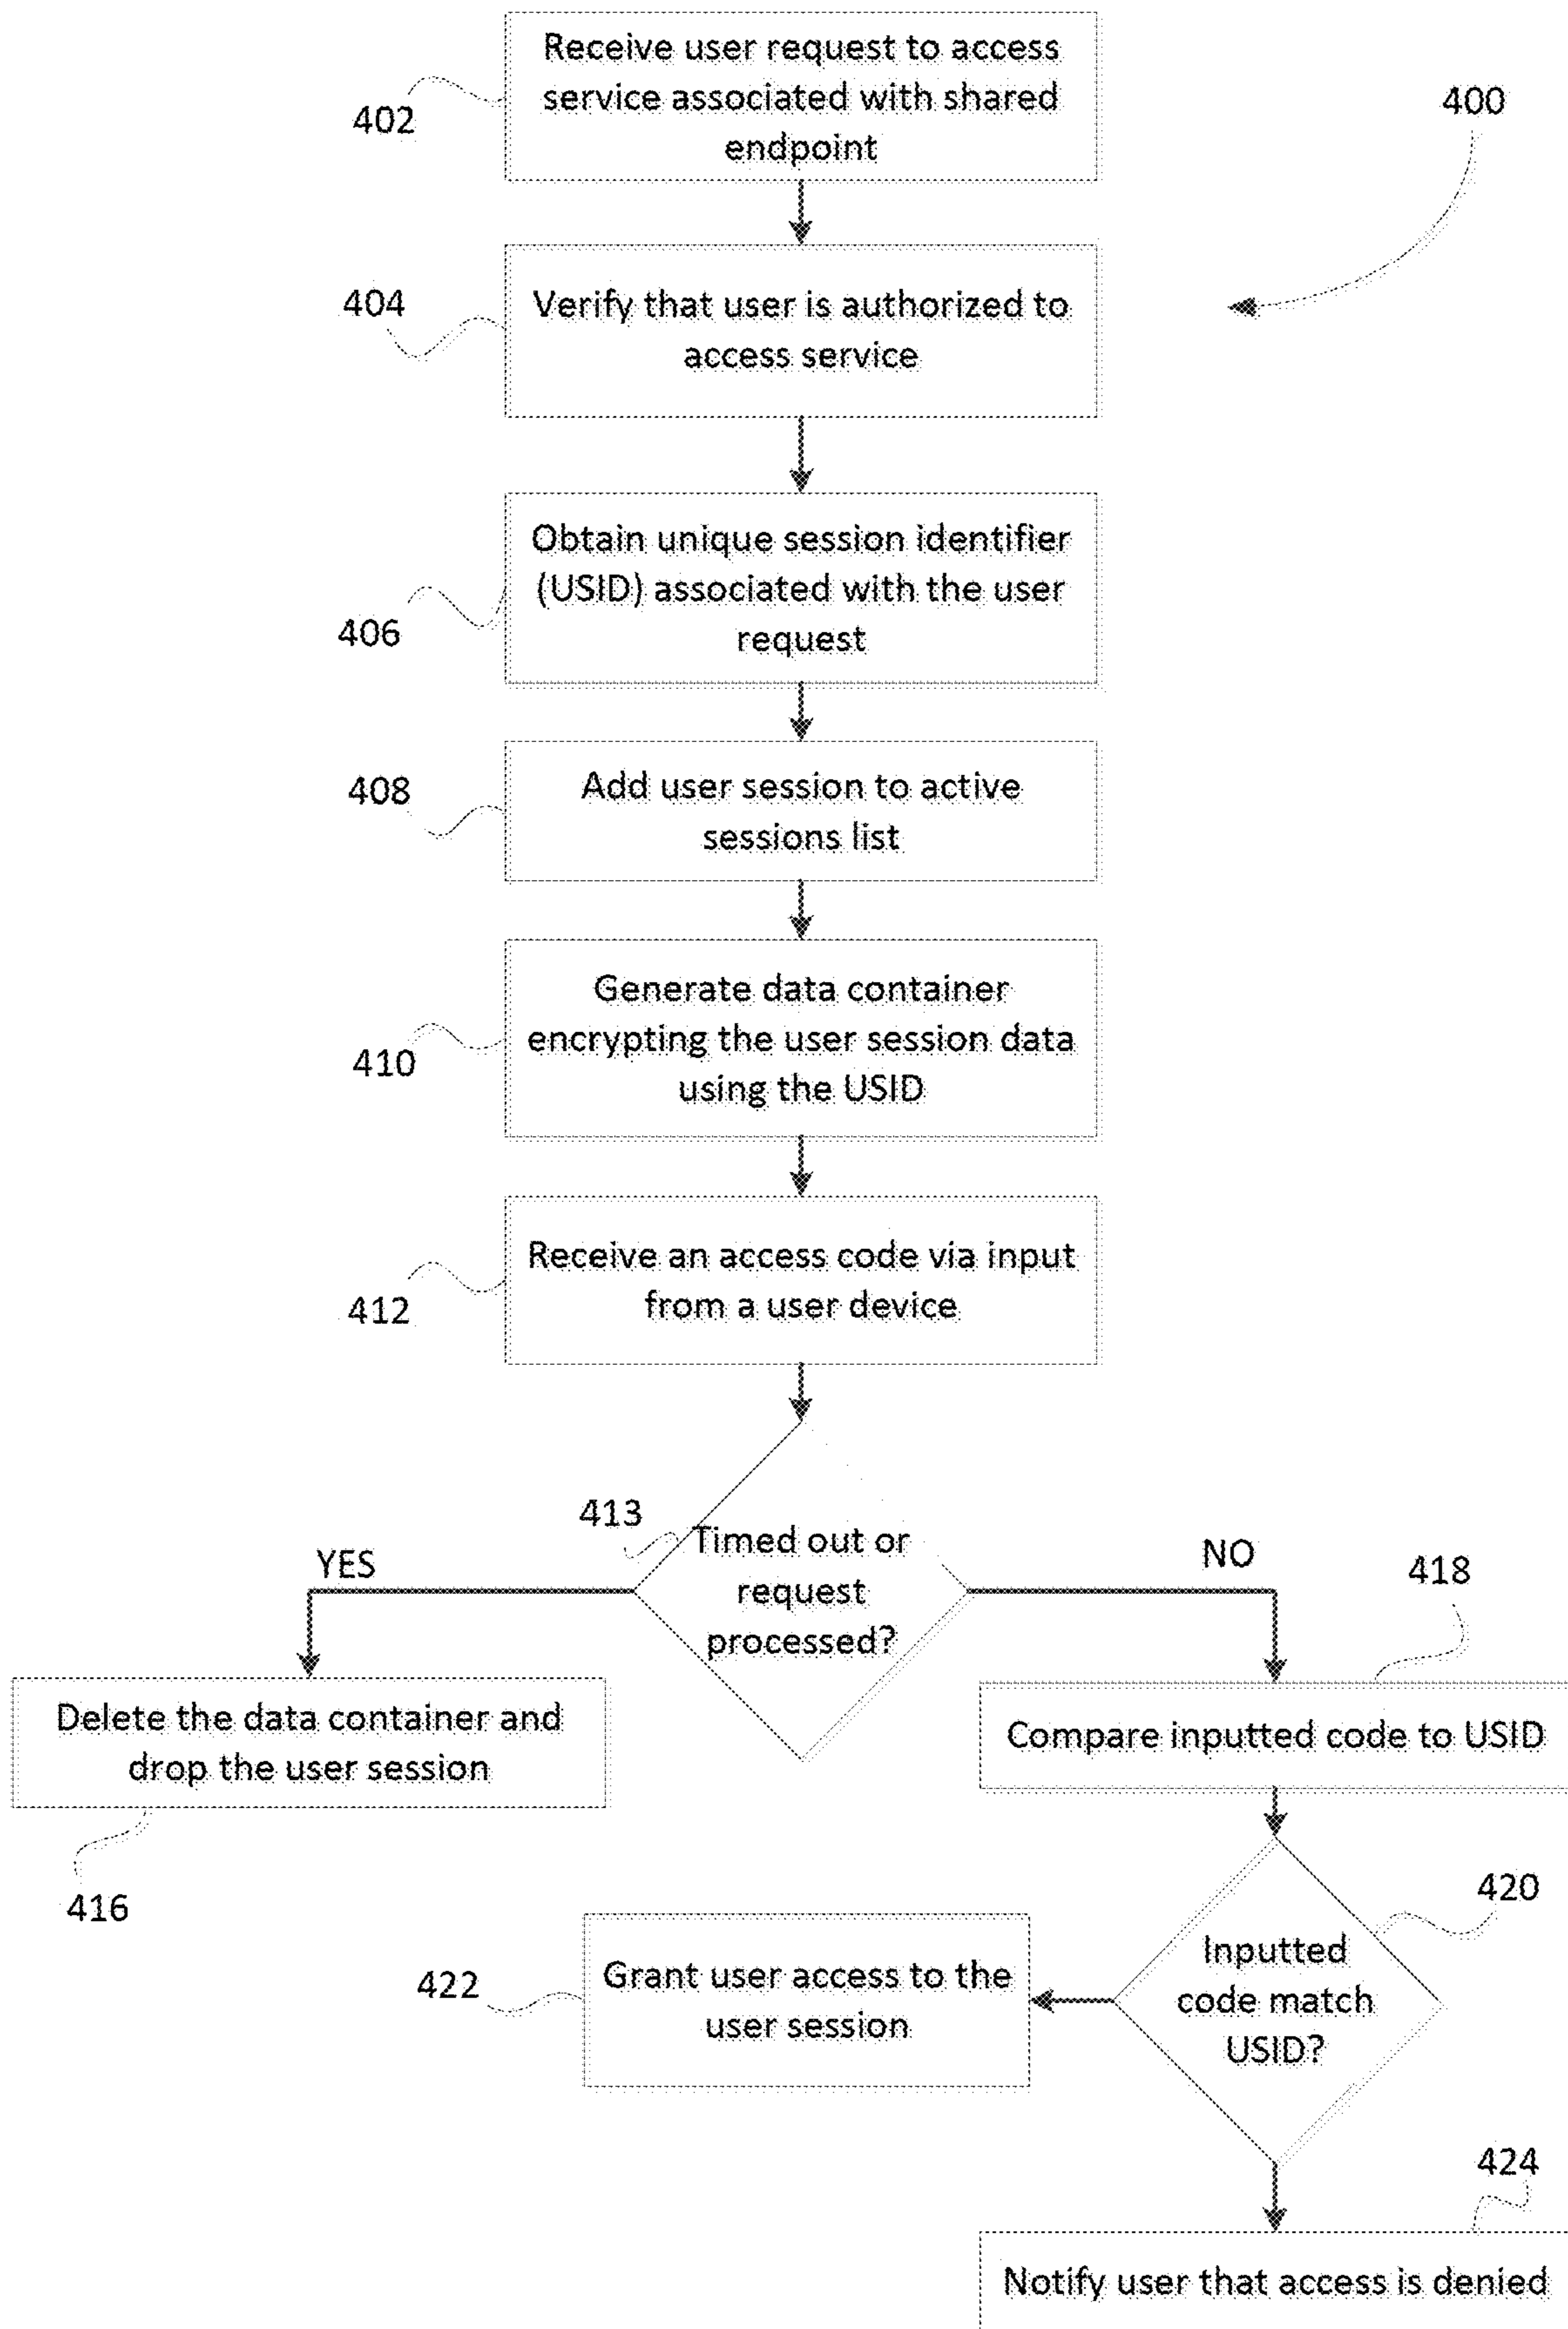 Receive user request to access
service associated with shared
endpoint
402
400
Verify that user is authorized to
access service
404
Obtain unique session identifier
(USID) associated with the user
request
406
Add user session to active
sessions list
408
Generate data container
encrypting the user session data
using the USID
410
Receive an access code via input
from a user device
412
413
Timed out or
request
processed?
YES
NO
418
Delete the data container and
drop the user session
416
Compare inputted code to USID
420
Inputted
code match
USID?
422
Grant user access to the
user session
424
Notify user that access is denied